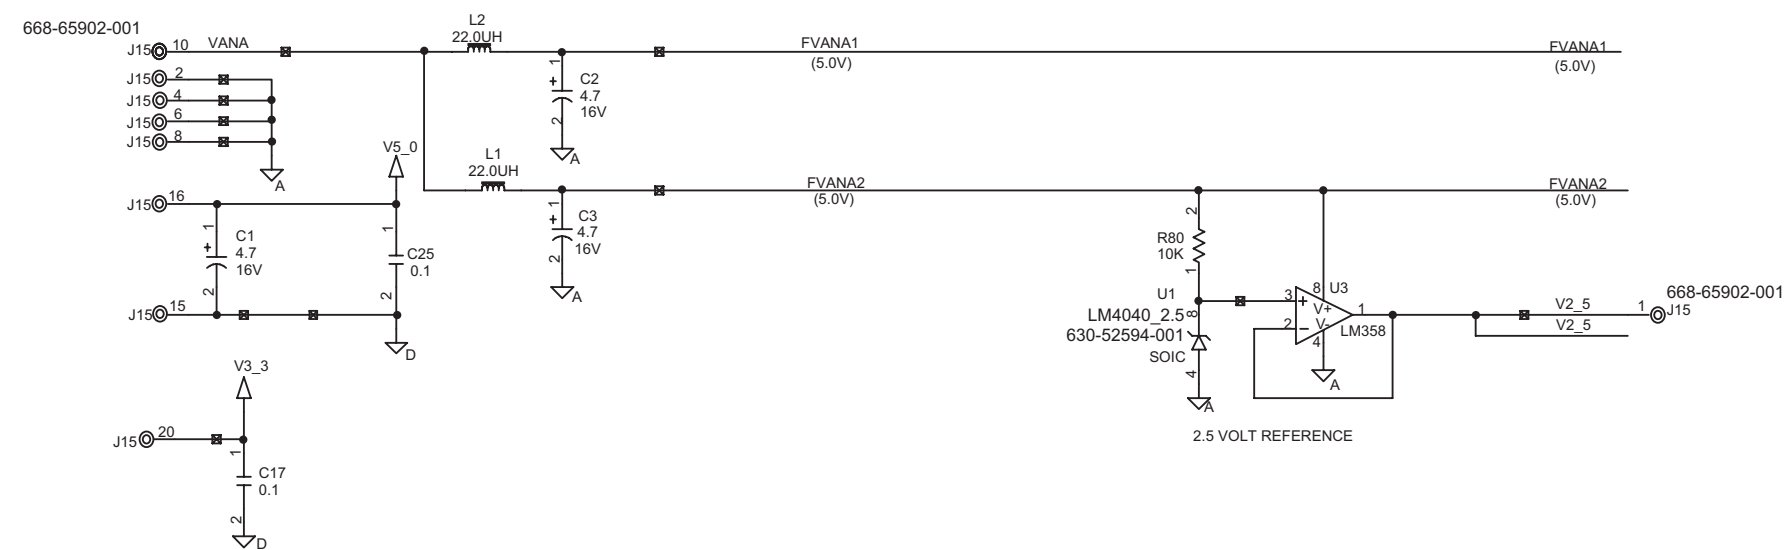 668-65902-001
J15 10 VANA
L2
22.0UH
FVANA1
(5.0V)
FVANA1
(5.0V)
J15 2
J15 4
J15 6
J15 8
A
1
+
C2
4.7
16V
2
A
V5_0
L1
22.0UH
FVANA2
(5.0V)
FVANA2
(5.0V)
J15 16
1
+
C1
4.7
16V
2
1
C25
0.1
2
J15 15
D
1
+
C3
4.7
16V
2
A
2
R80
10K
1
U1
LM4040_2.5
630-52594-001
SOIC
8
4
A
3
+
2
–
8
U3
V+
V-
4
1
LM358
A
V2_5
V2_5
1
668-65902-001
J15
2.5 VOLT REFERENCE
V3_3
J15 20
1
C17
0.1
2
D